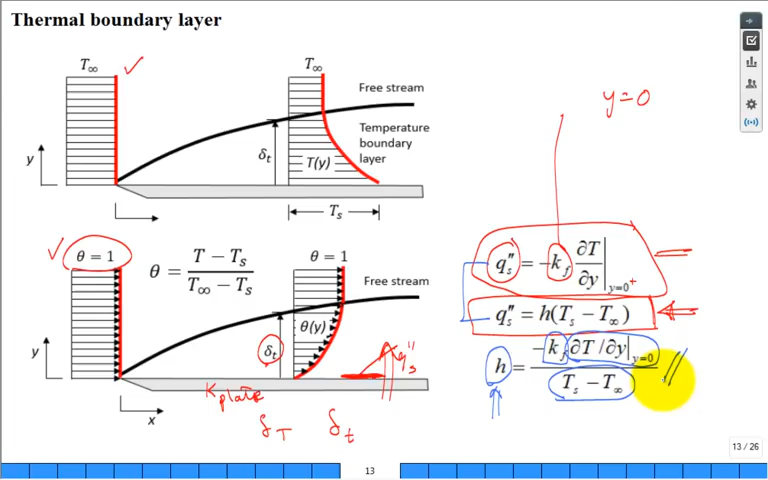 Thermal boundary layer
T∞
T∞
Free stream
Temperature
boundary
layer
y
δt
T(y)
Ts
θ = 1
θ = (T − Ts) / (T∞ − Ts)
θ = 1
Free stream
θ(y)
y
δt
q"s
K plate
x
δT δt
y=0
q"s = −kf ∂T/∂y|y=0+
q"s = h(Ts − T∞)
h = −kf ∂T/∂y|y=0 / (Ts − T∞)
13 / 26
13